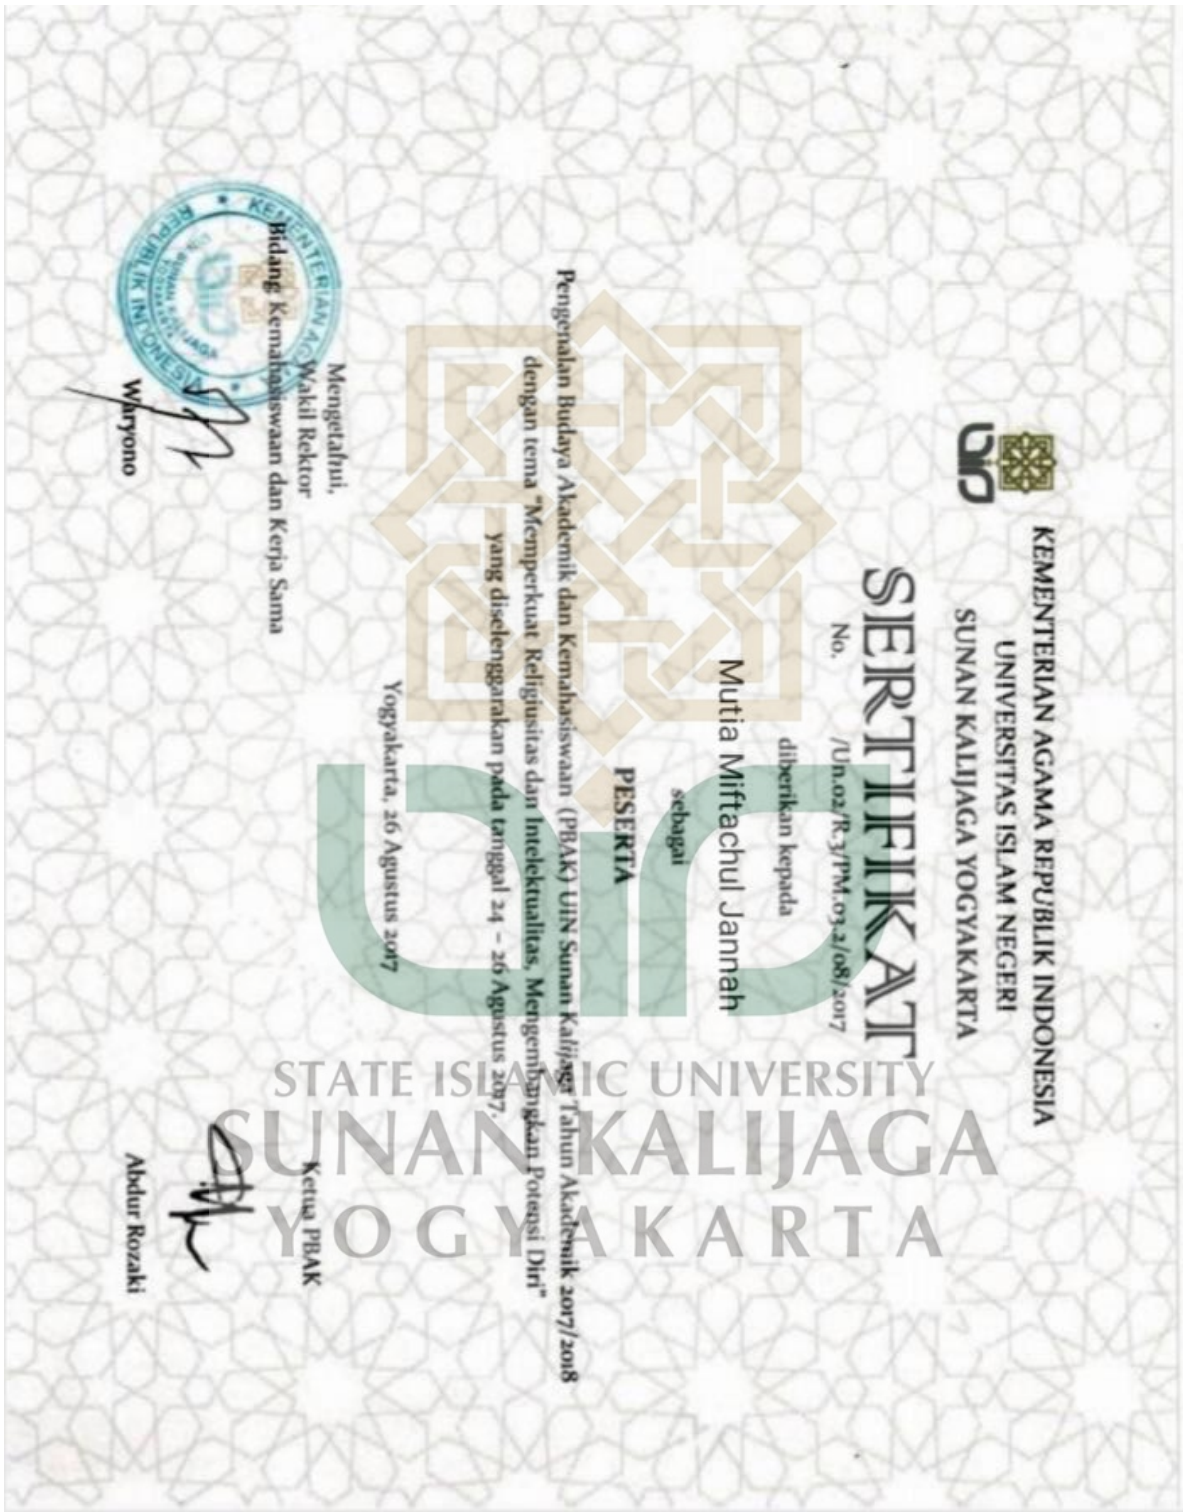 KEMENTERIAN AGAMA REPUBLIK INDONESIA
UNIVERSITAS ISLAM NEGERI
SUNAN KALIJAGA YOGYAKARTA
SERTIFIKAT
No. /Un.02/R.3/PM.03.2/08/2017
diberikan kepada
Mutia Miftachul Jannah
sebagai
PESERTA
Pengenalan Budaya Akademik dan Kemahasiswaan (PBAK) UIN Sunan Kalijaga Tahun Akademik 2017/2018
dengan tema "Memperkuat Religiusitas dan Intelektualitas, Mengembangkan Potensi Diri"
yang diselenggarakan pada tanggal 24 – 26 Agustus 2017.
Yogyakarta, 26 Agustus 2017
Mengetahui,
Wakil Rektor
Bidang Kemahasiswaan dan Kerja Sama
Waryono
Ketua PBAK
Abdur Rozaki
KEMENTERIAN AGAMA
REPUBLIK INDONESIA
STATE ISLAMIC UNIVERSITY
SUNAN KALIJAGA
YOGYAKARTA